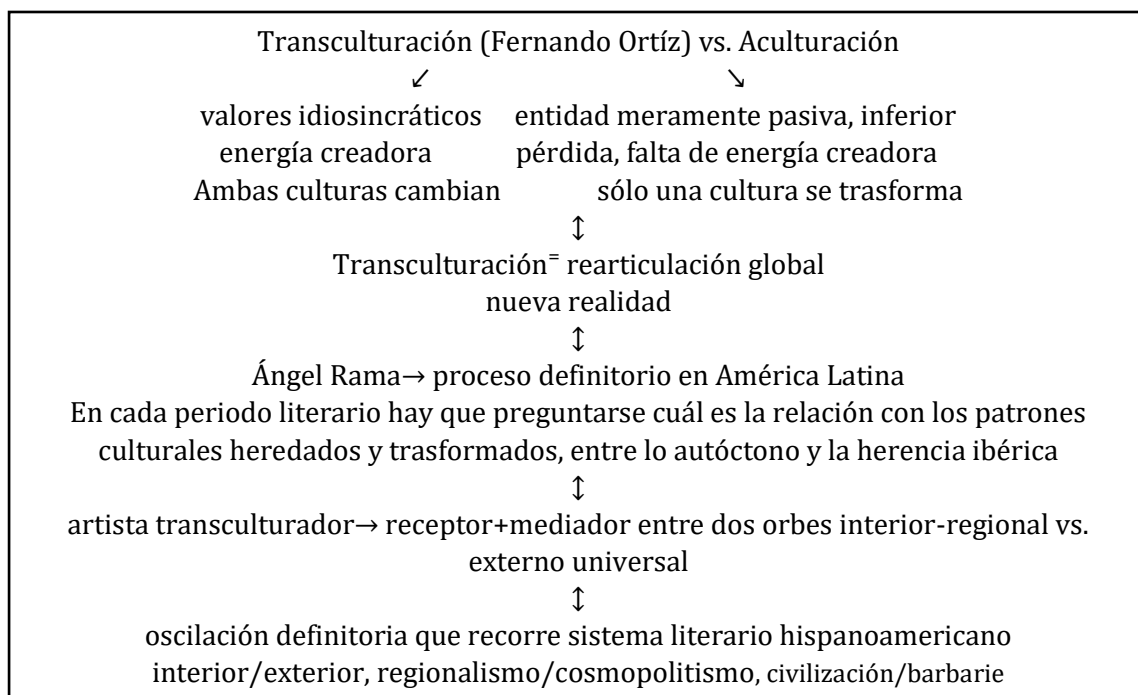 Transculturación (Fernando Ortíz) vs. Aculturación
↙ ↘
valores idiosincráticos entidad meramente pasiva, inferior
energía creadora pérdida, falta de energía creadora
Ambas culturas cambian sólo una cultura se trasforma
↕
Transculturación= rearticulación global
nueva realidad
↕
Ángel Rama→ proceso definitorio en América Latina
En cada periodo literario hay que preguntarse cuál es la relación con los patrones
culturales heredados y trasformados, entre lo autóctono y la herencia ibérica
↕
artista transculturador→ receptor+mediador entre dos orbes interior-regional vs.
externo universal
↕
oscilación definitoria que recorre sistema literario hispanoamericano
interior/exterior, regionalismo/cosmopolitismo, civilización/barbarie